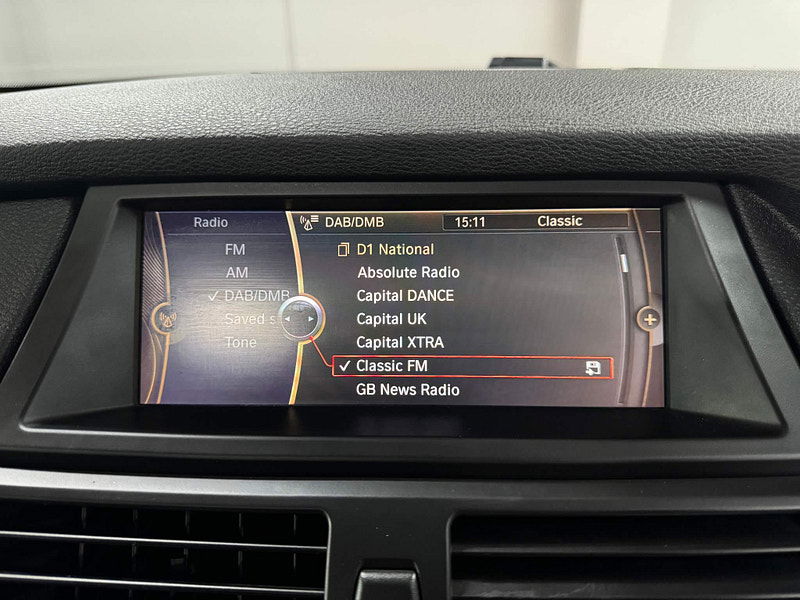 Radio
FM
AM
DAB/DMB
Saved s
Tone
DAB/DMB
15:11
Classic
D1 National
Absolute Radio
Capital DANCE
Capital UK
Capital XTRA
Classic FM
GB News Radio